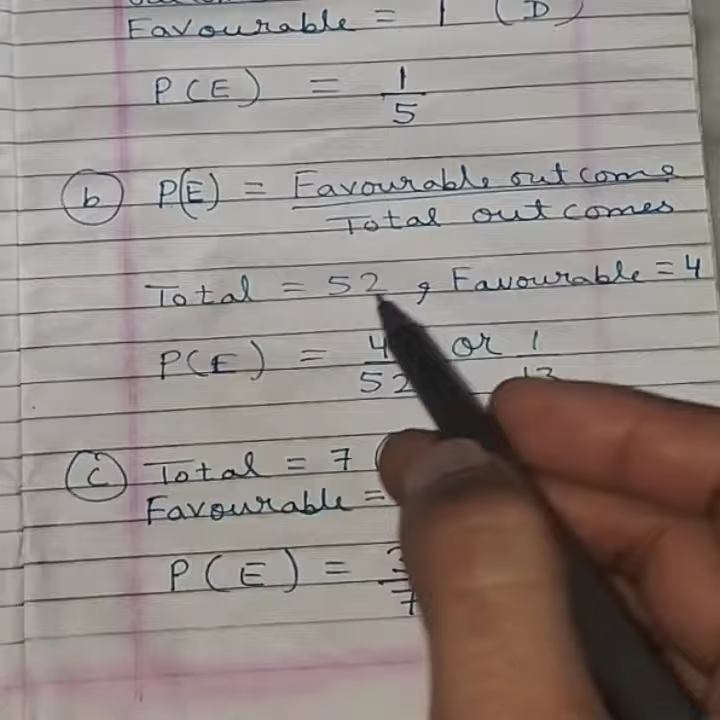 Favourable = 1 (D)
P(E) = 1/5
(b) P(E) = Favourable outcome / Total outcomes
Total = 52, Favourable = 4
P(E) = 4/52 or 1/13
(c) Total = 7 (
Favourable =
P(E) = 3/7